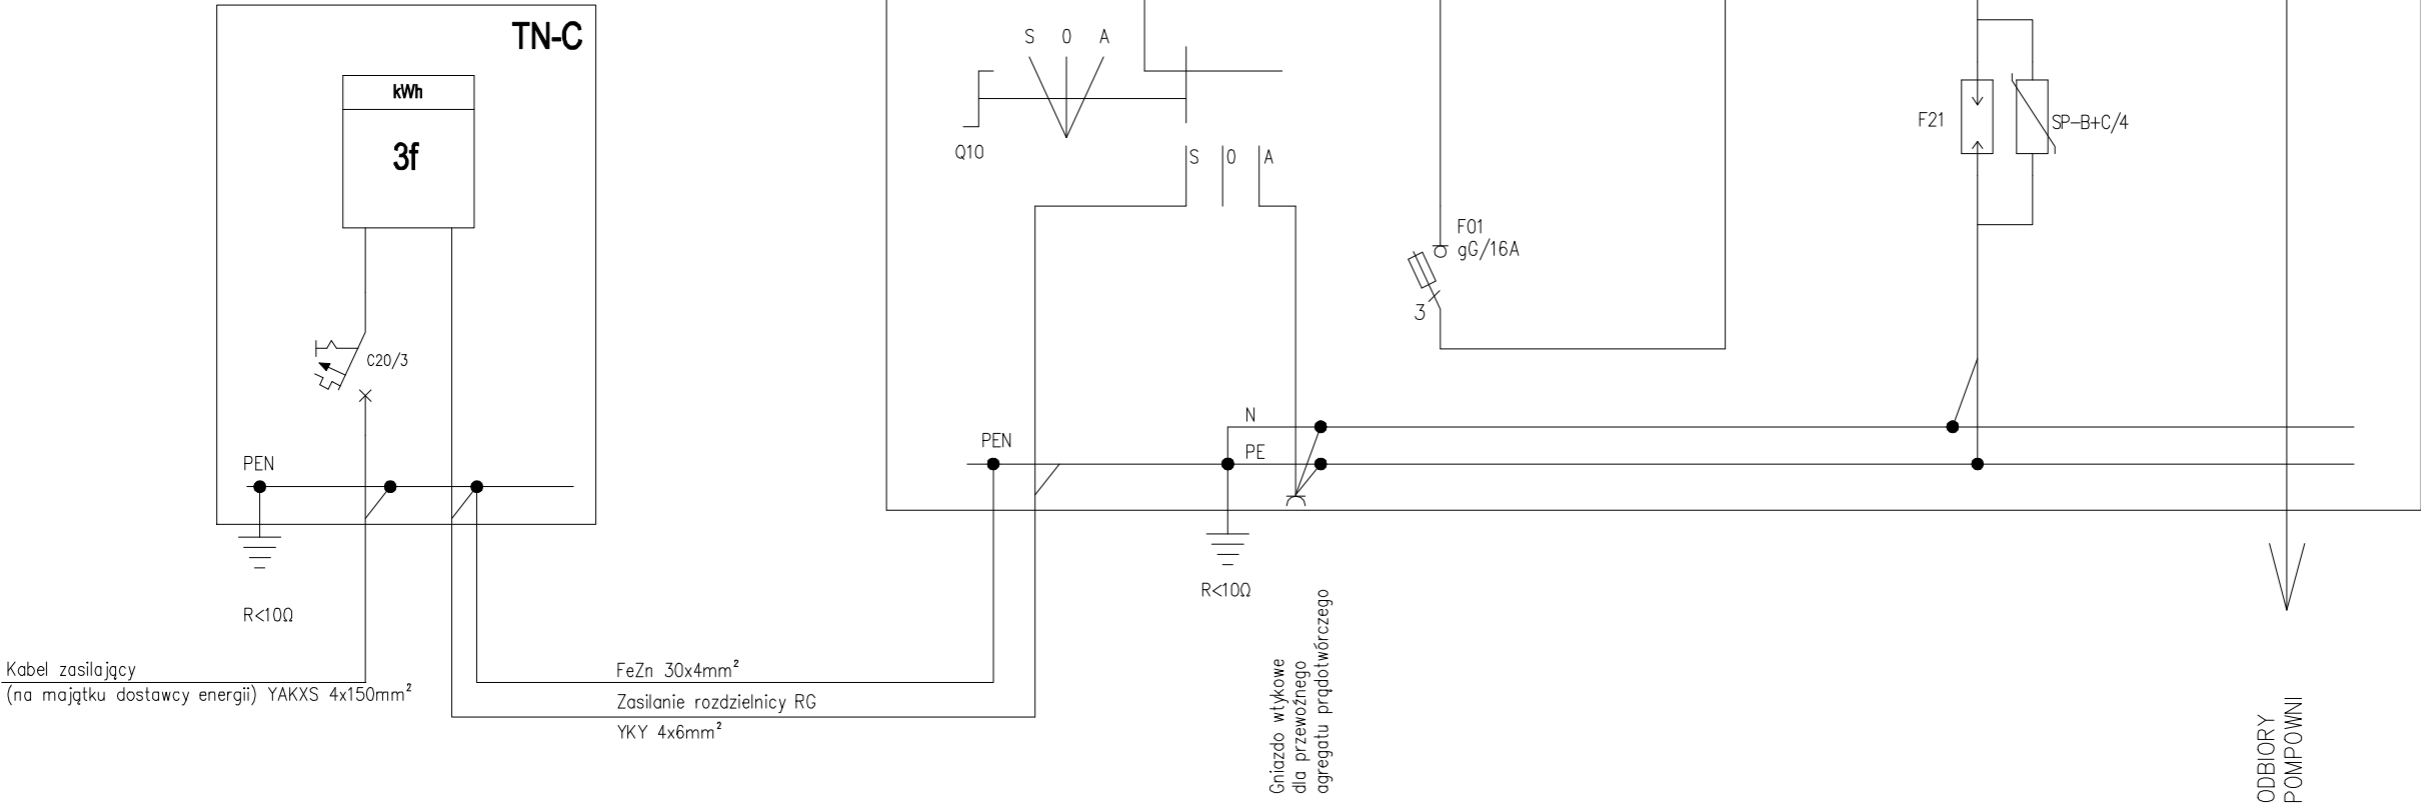 TN-C
kWh
3f
C20/3
PEN
R<10Ω
Kabel zasilający
(na majątku dostawcy energii) YAKXS 4x150mm²
FeZn 30x4mm²
Zasilanie rozdzielnicy RG
YKY 4x6mm²
S 0 A
Q10
S 0 A
PEN
N
PE
R<10Ω
Gniazdo wtykowe
dla przewoźnego
agregatu prądotwórczego
F01
gG/16A
3
F21
SP-B+C/4
ODBIORY
POMPOWNI